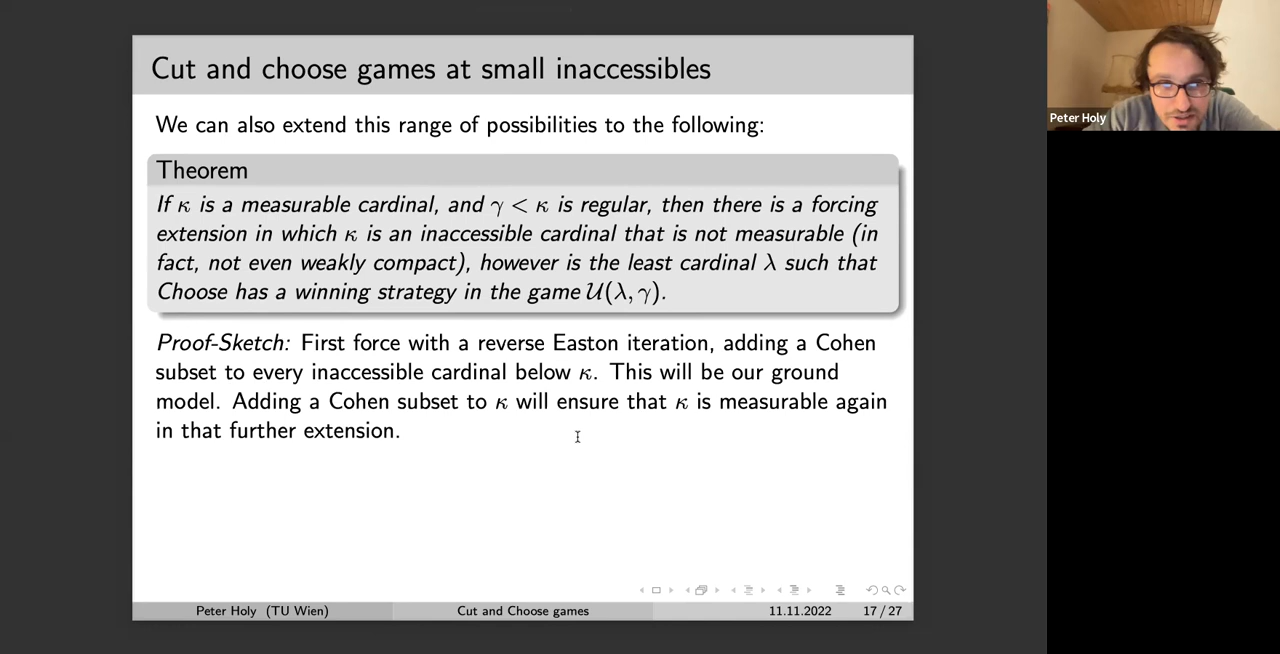 Cut and choose games at small inaccessibles
We can also extend this range of possibilities to the following:
Theorem
If κ is a measurable cardinal, and γ < κ is regular, then there is a forcing
extension in which κ is an inaccessible cardinal that is not measurable (in
fact, not even weakly compact), however is the least cardinal λ such that
Choose has a winning strategy in the game 𝒰(λ, γ).
Proof-Sketch: First force with a reverse Easton iteration, adding a Cohen
subset to every inaccessible cardinal below κ. This will be our ground
model. Adding a Cohen subset to κ will ensure that κ is measurable again
in that further extension.
Peter Holy (TU Wien) Cut and Choose games 11.11.2022 17 / 27
Peter Holy